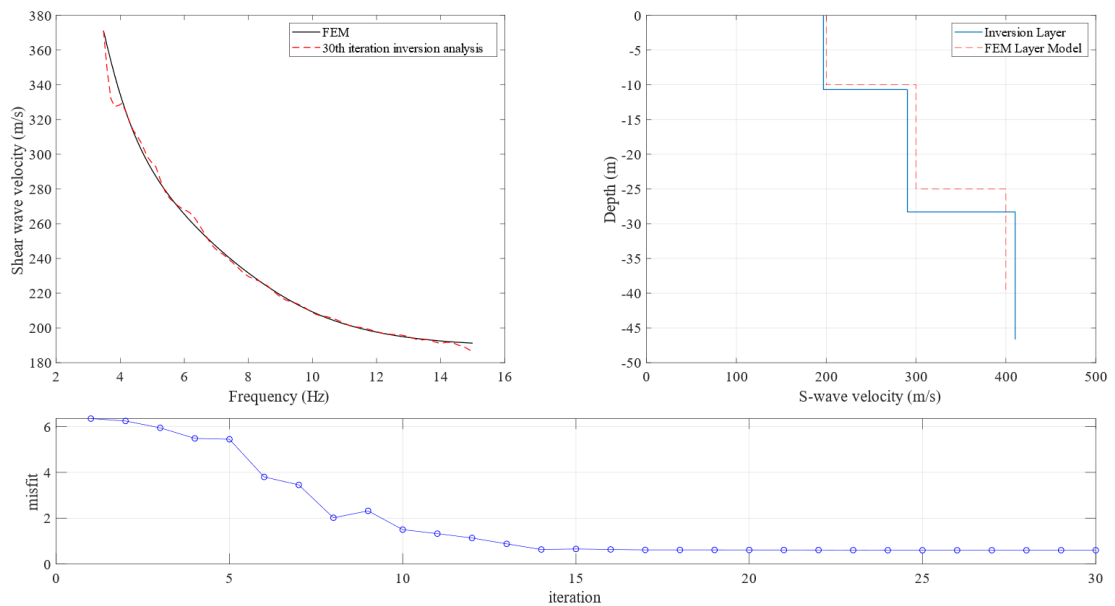 380
360
340
320
300
280
260
240
220
200
180
Shear wave velocity (m/s)
FEM
30th iteration inversion analysis
2 4 6 8 10 12 14 16
Frequency (Hz)
0
-5
-10
-15
-20
-25
-30
-35
-40
-45
-50
Depth (m)
Inversion Layer
FEM Layer Model
0 100 200 300 400 500
S-wave velocity (m/s)
6
4
2
0
misfit
0 5 10 15 20 25 30
iteration